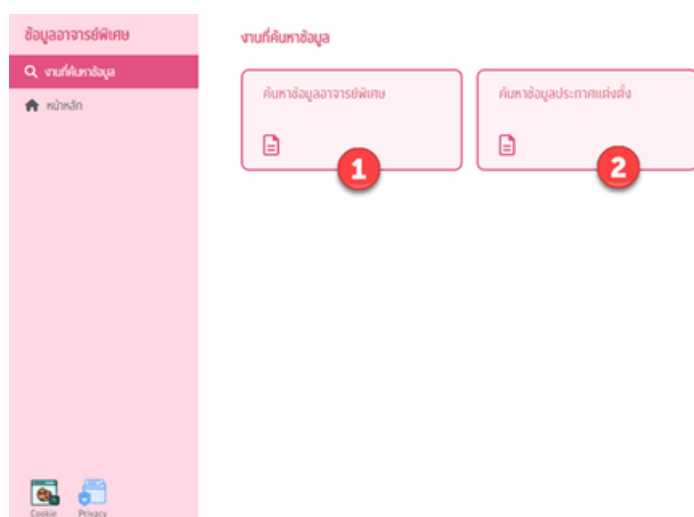 ข้อมูลอาจารย์พิเศษ
งานที่ค้นหาข้อมูล
หน้าหลัก
Cookie
Privacy
งานที่ค้นหาข้อมูล
ค้นหาข้อมูลอาจารย์พิเศษ
1
ค้นหาข้อมูลประกาศแต่งตั้ง
2